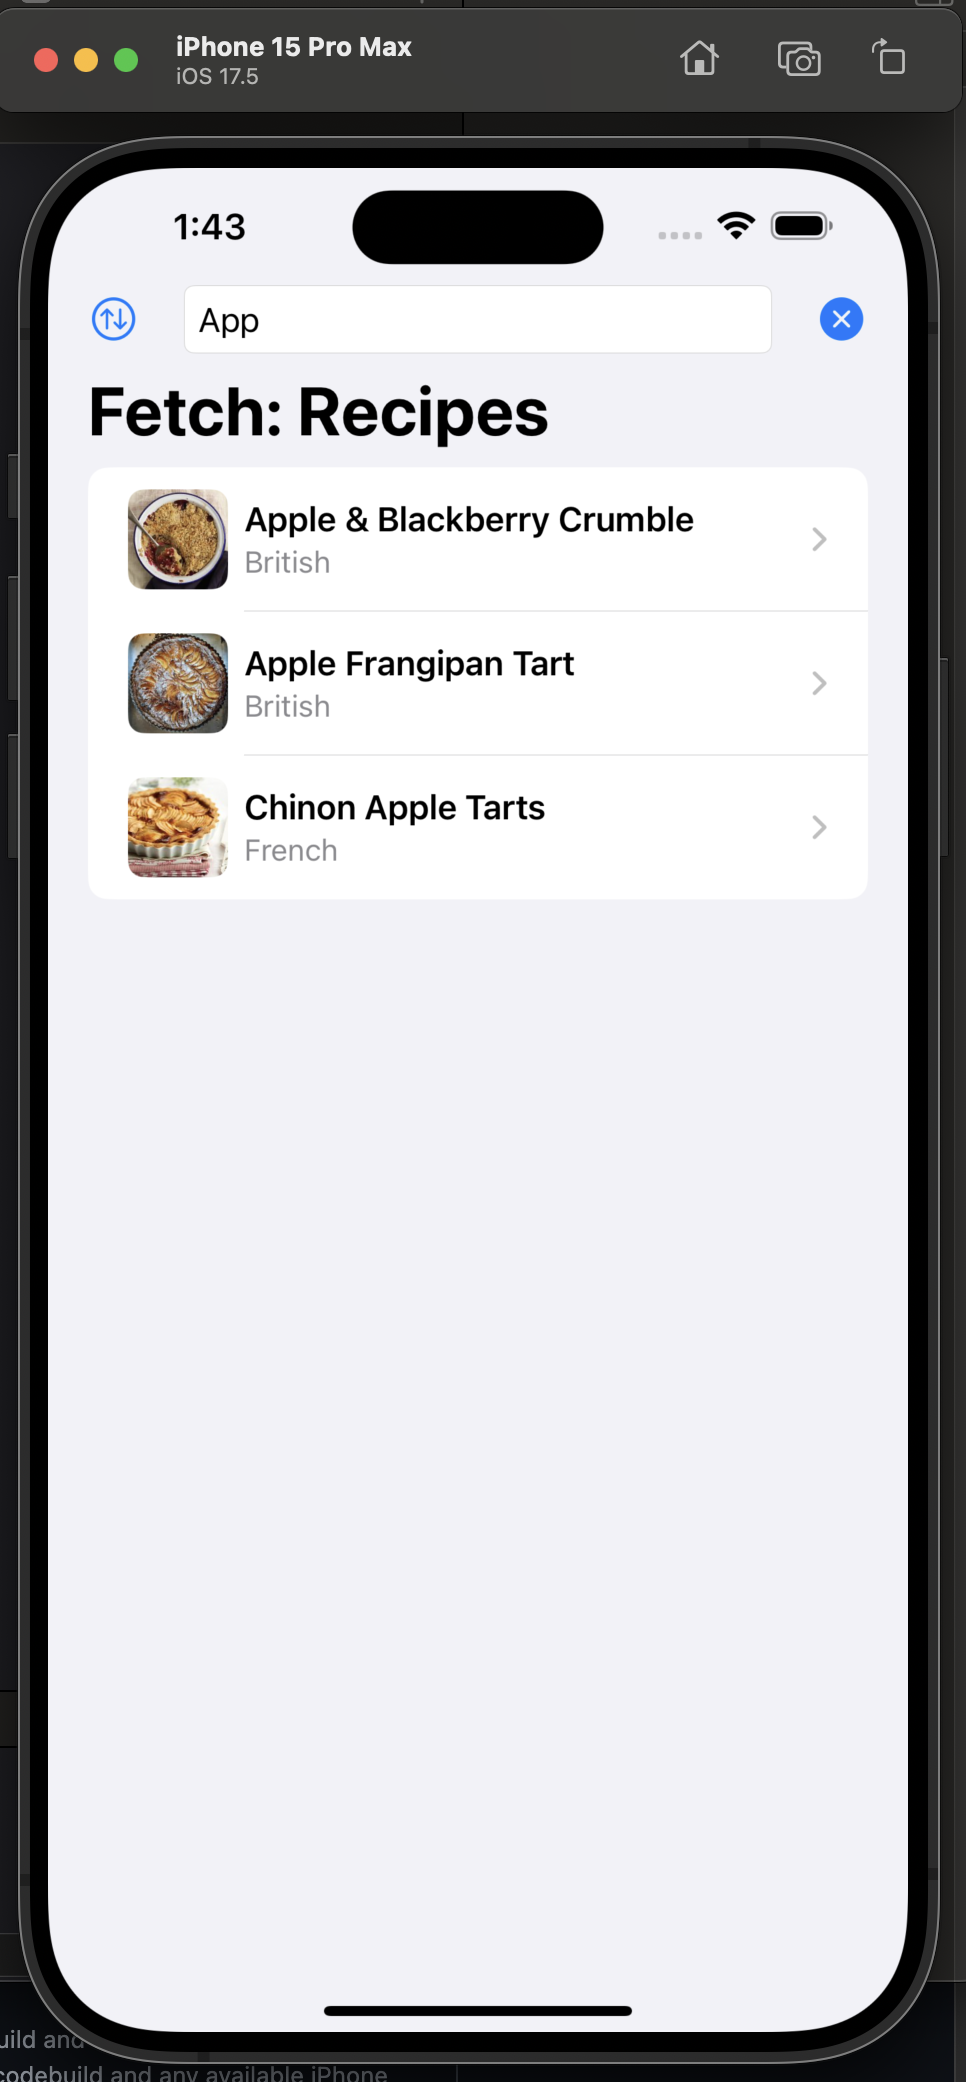 iPhone 15 Pro Max
iOS 17.5
1:43
App
Fetch: Recipes
Apple & Blackberry Crumble
British
Apple Frangipan Tart
British
Chinon Apple Tarts
French
uild and
codebuild and any available iPhone